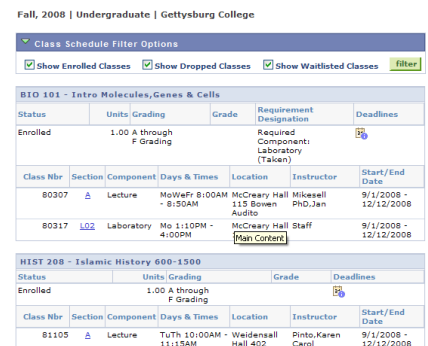 Fall, 2008 | Undergraduate | Gettysburg College
Class Schedule Filter Options
Show Enrolled Classes Show Dropped Classes Show Waitlisted Classes filter
BIO 101 - Intro Molecules,Genes & Cells
Status Units Grading Grade Requirement Designation Deadlines
Enrolled 1.00 A through F Grading Required Component: Laboratory (Taken)
Class Nbr Section Component Days & Times Location Instructor Start/End Date
80307 A Lecture MoWeFr 8:00AM - 8:50AM McCreary Hall 115 Bowen Audito Mikesell PhD,Jan 9/1/2008 - 12/12/2008
80317 L02 Laboratory Mo 1:10PM - 4:00PM McCreary Hall Staff 9/1/2008 - 12/12/2008
Main Content
HIST 208 - Islamic History 600-1500
Status Units Grading Grade Deadlines
Enrolled 1.00 A through F Grading
Class Nbr Section Component Days & Times Location Instructor Start/End Date
81105 A Lecture TuTh 10:00AM - 11:15AM Weidensall Hall 402 Pinto,Karen Carol 9/1/2008 - 12/12/2008